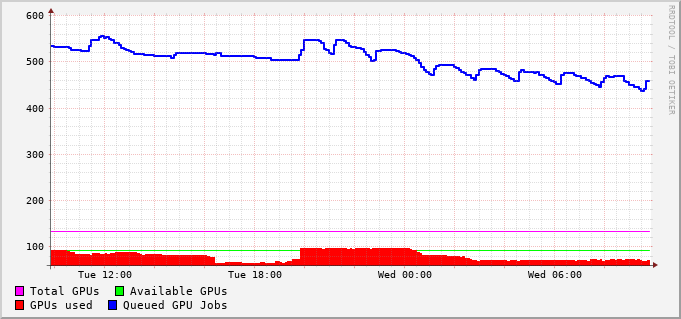 600
500
400
300
200
100
Tue 12:00 Tue 18:00 Wed 00:00 Wed 06:00
Total GPUs Available GPUs
GPUs used Queued GPU Jobs
RRDTOOL / TOBI OETIKER